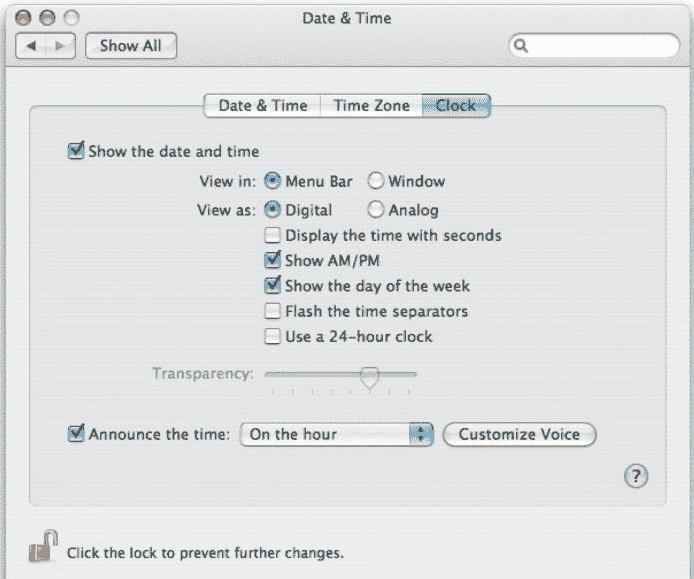 Date & Time
Show All
Date & Time Time Zone Clock
Show the date and time
View in: Menu Bar Window
View as: Digital Analog
Display the time with seconds
Show AM/PM
Show the day of the week
Flash the time separators
Use a 24-hour clock
Transparency:
Announce the time: On the hour Customize Voice
?
Click the lock to prevent further changes.